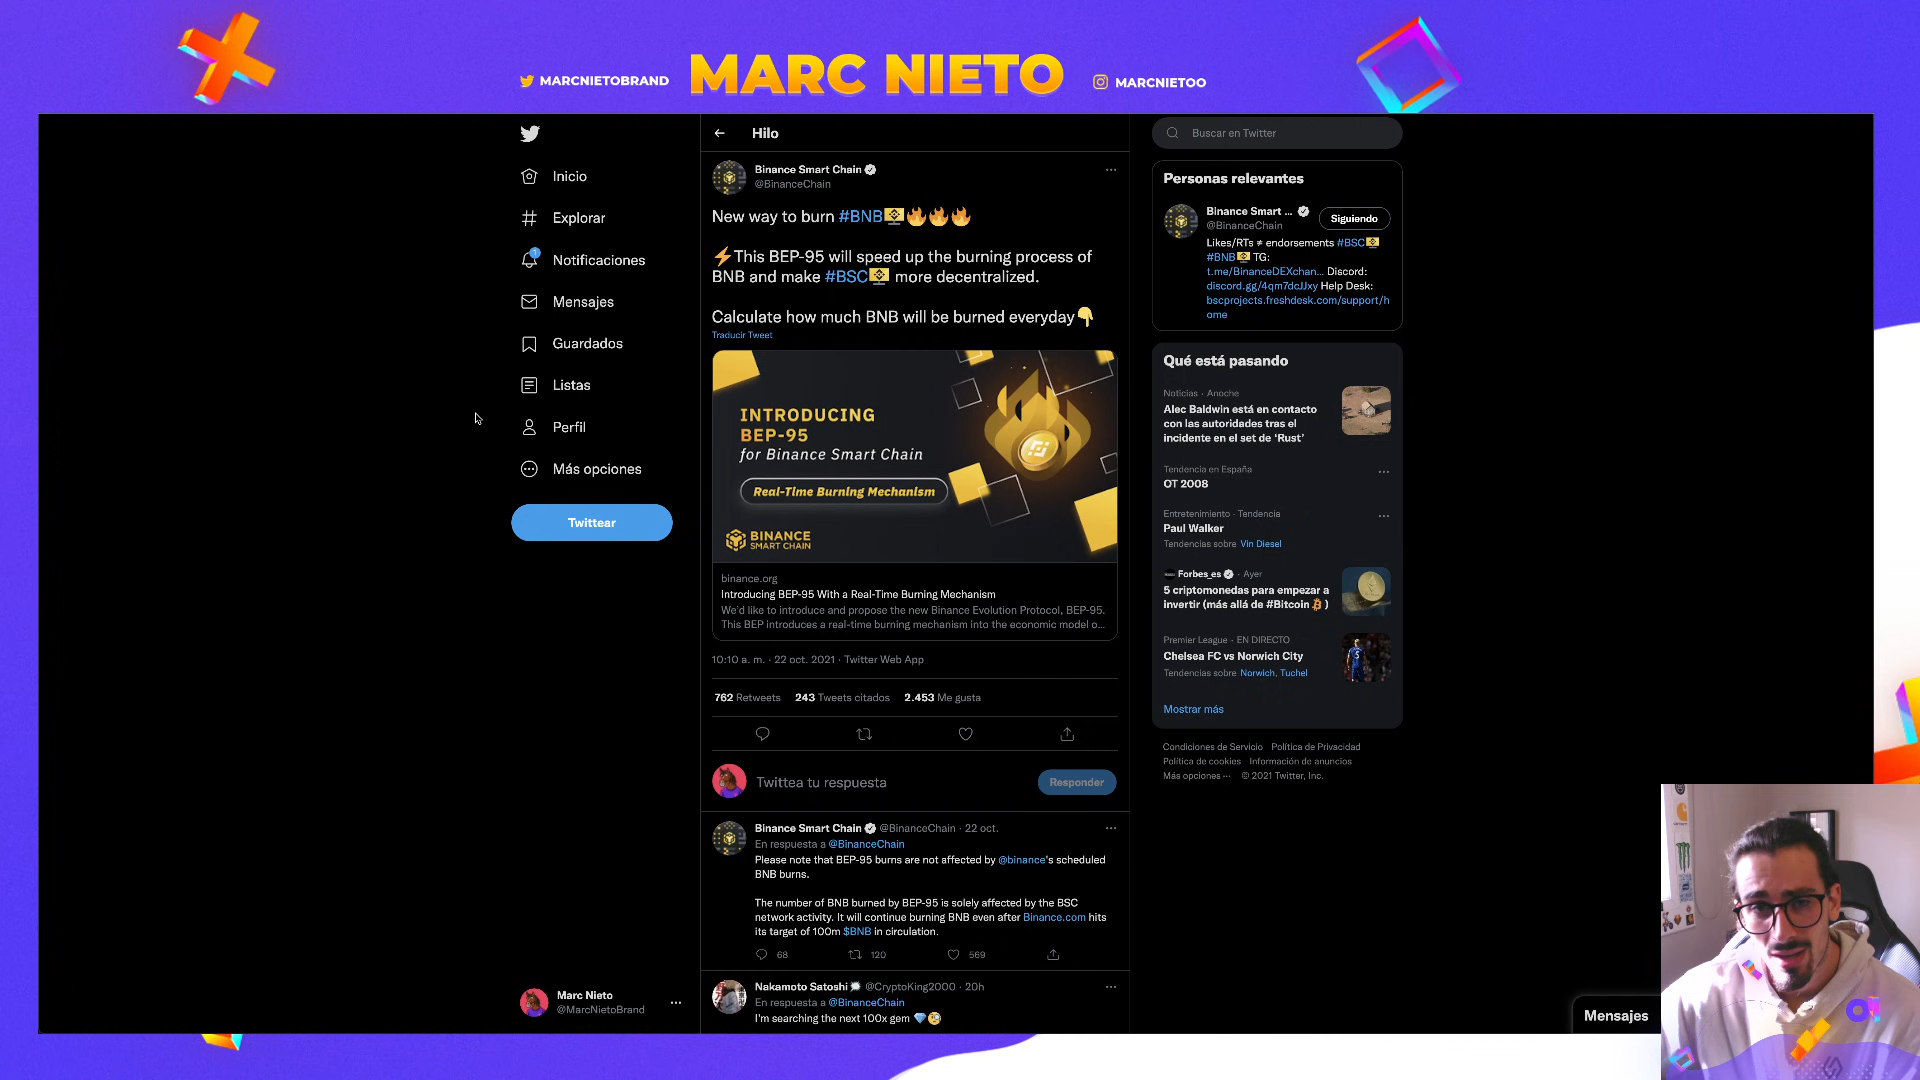 MARCNIETOBRAND
MARC NIETO
MARCNIETOO
Inicio
Explorar
Notificaciones
Mensajes
Guardados
Listas
Perfil
Más opciones
Twittear
Marc Nieto
@MarcNietoBrand
Hilo
Binance Smart Chain
@BinanceChain
New way to burn #BNB🔥🔥🔥
⚡This BEP-95 will speed up the burning process of
BNB and make #BSC more decentralized.
Calculate how much BNB will be burned everyday👇
Traducir Tweet
INTRODUCING
BEP-95
for Binance Smart Chain
Real-Time Burning Mechanism
BINANCE
SMART CHAIN
binance.org
Introducing BEP-95 With a Real-Time Burning Mechanism
We'd like to introduce and propose the new Binance Evolution Protocol, BEP-95.
This BEP introduces a real-time burning mechanism into the economic model o...
10:10 a. m. · 22 oct. 2021 · Twitter Web App
762 Retweets 243 Tweets citados 2.453 Me gusta
Twittea tu respuesta
Responder
Binance Smart Chain @BinanceChain · 22 oct.
En respuesta a @BinanceChain
Please note that BEP-95 burns are not affected by @binance's scheduled
BNB burns.
The number of BNB burned by BEP-95 is solely affected by the BSC
network activity. It will continue burning BNB even after Binance.com hits
its target of 100m $BNB in circulation.
68 120 569
Nakamoto Satoshi @CryptoKing2000 · 20h
En respuesta a @BinanceChain
I'm searching the next 100x gem 💎🧐
Buscar en Twitter
Personas relevantes
Binance Smart ...
@BinanceChain
Siguiendo
Likes/RTs ≠ endorsements #BSC
#BNB TG:
t.me/BinanceDEXchan... Discord:
discord.gg/4qm7dcJJxy Help Desk:
bscprojects.freshdesk.com/support/h
ome
Qué está pasando
Noticias · Anoche
Alec Baldwin está en contacto
con las autoridades tras el
incidente en el set de ‘Rust’
Tendencia en España
OT 2008
Entretenimiento · Tendencia
Paul Walker
Tendencias sobre Vin Diesel
Forbes_es · Ayer
5 criptomonedas para empezar a
invertir (más allá de #Bitcoin )
Premier League · EN DIRECTO
Chelsea FC vs Norwich City
Tendencias sobre Norwich, Tuchel
Mostrar más
Condiciones de Servicio Política de Privacidad
Política de cookies Información de anuncios
Más opciones ··· © 2021 Twitter, Inc.
Mensajes